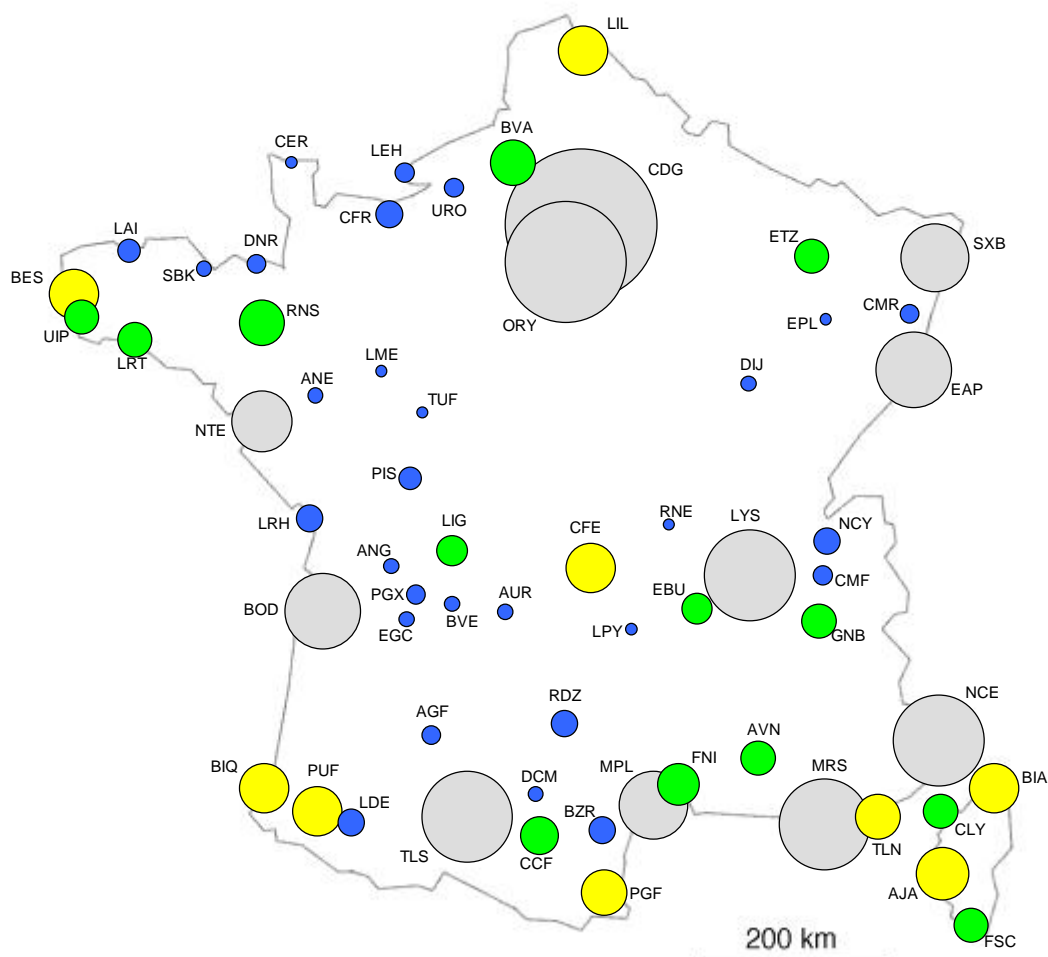 LIL
BVA
CER
LEH
CDG
URO
CFR
LAI
DNR
ETZ
SXB
SBK
BES
RNS
CMR
EPL
UIP
ORY
LRT
LME
DIJ
ANE
EAP
TUF
NTE
PIS
RNE
LYS
LRH
LIG
CFE
NCY
ANG
CMF
PGX
AUR
EBU
BOD
BVE
EGC
LPY
GNB
RDZ
NCE
AGF
AVN
FNI
BIQ
PUF
DCM
MPL
MRS
BIA
LDE
BZR
CLY
TLS
CCF
TLN
PGF
AJA
200 km
FSC